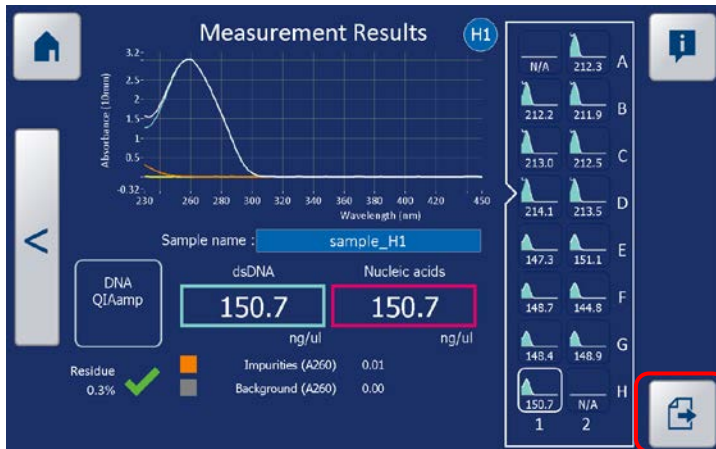 Measurement Results
H1
Absorbance (10mm)
3.2
2.5
2
1.5
1
0.5
-0.32
230 260 280 300 320 340 360 380 400 420 450
Wavelength (nm)
Sample name : sample_H1
DNA
QIAamp
dsDNA
150.7
ng/ul
Nucleic acids
150.7
ng/ul
Residue
0.3%
Impurities (A260) 0.01
Background (A260) 0.00
N/A 212.3 A
212.2 211.9 B
213.0 212.5 C
214.1 213.5 D
147.3 151.1 E
148.7 144.8 F
148.4 148.9 G
150.7 N/A H
1 2
i
<